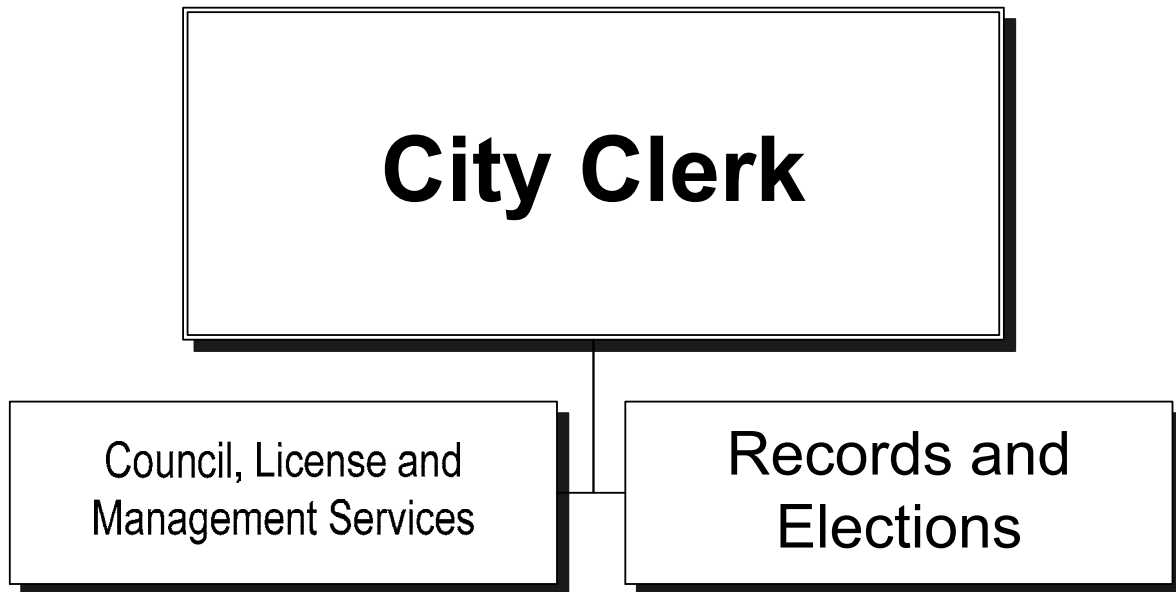 City Clerk
Council, License and
Management Services
Records and
Elections